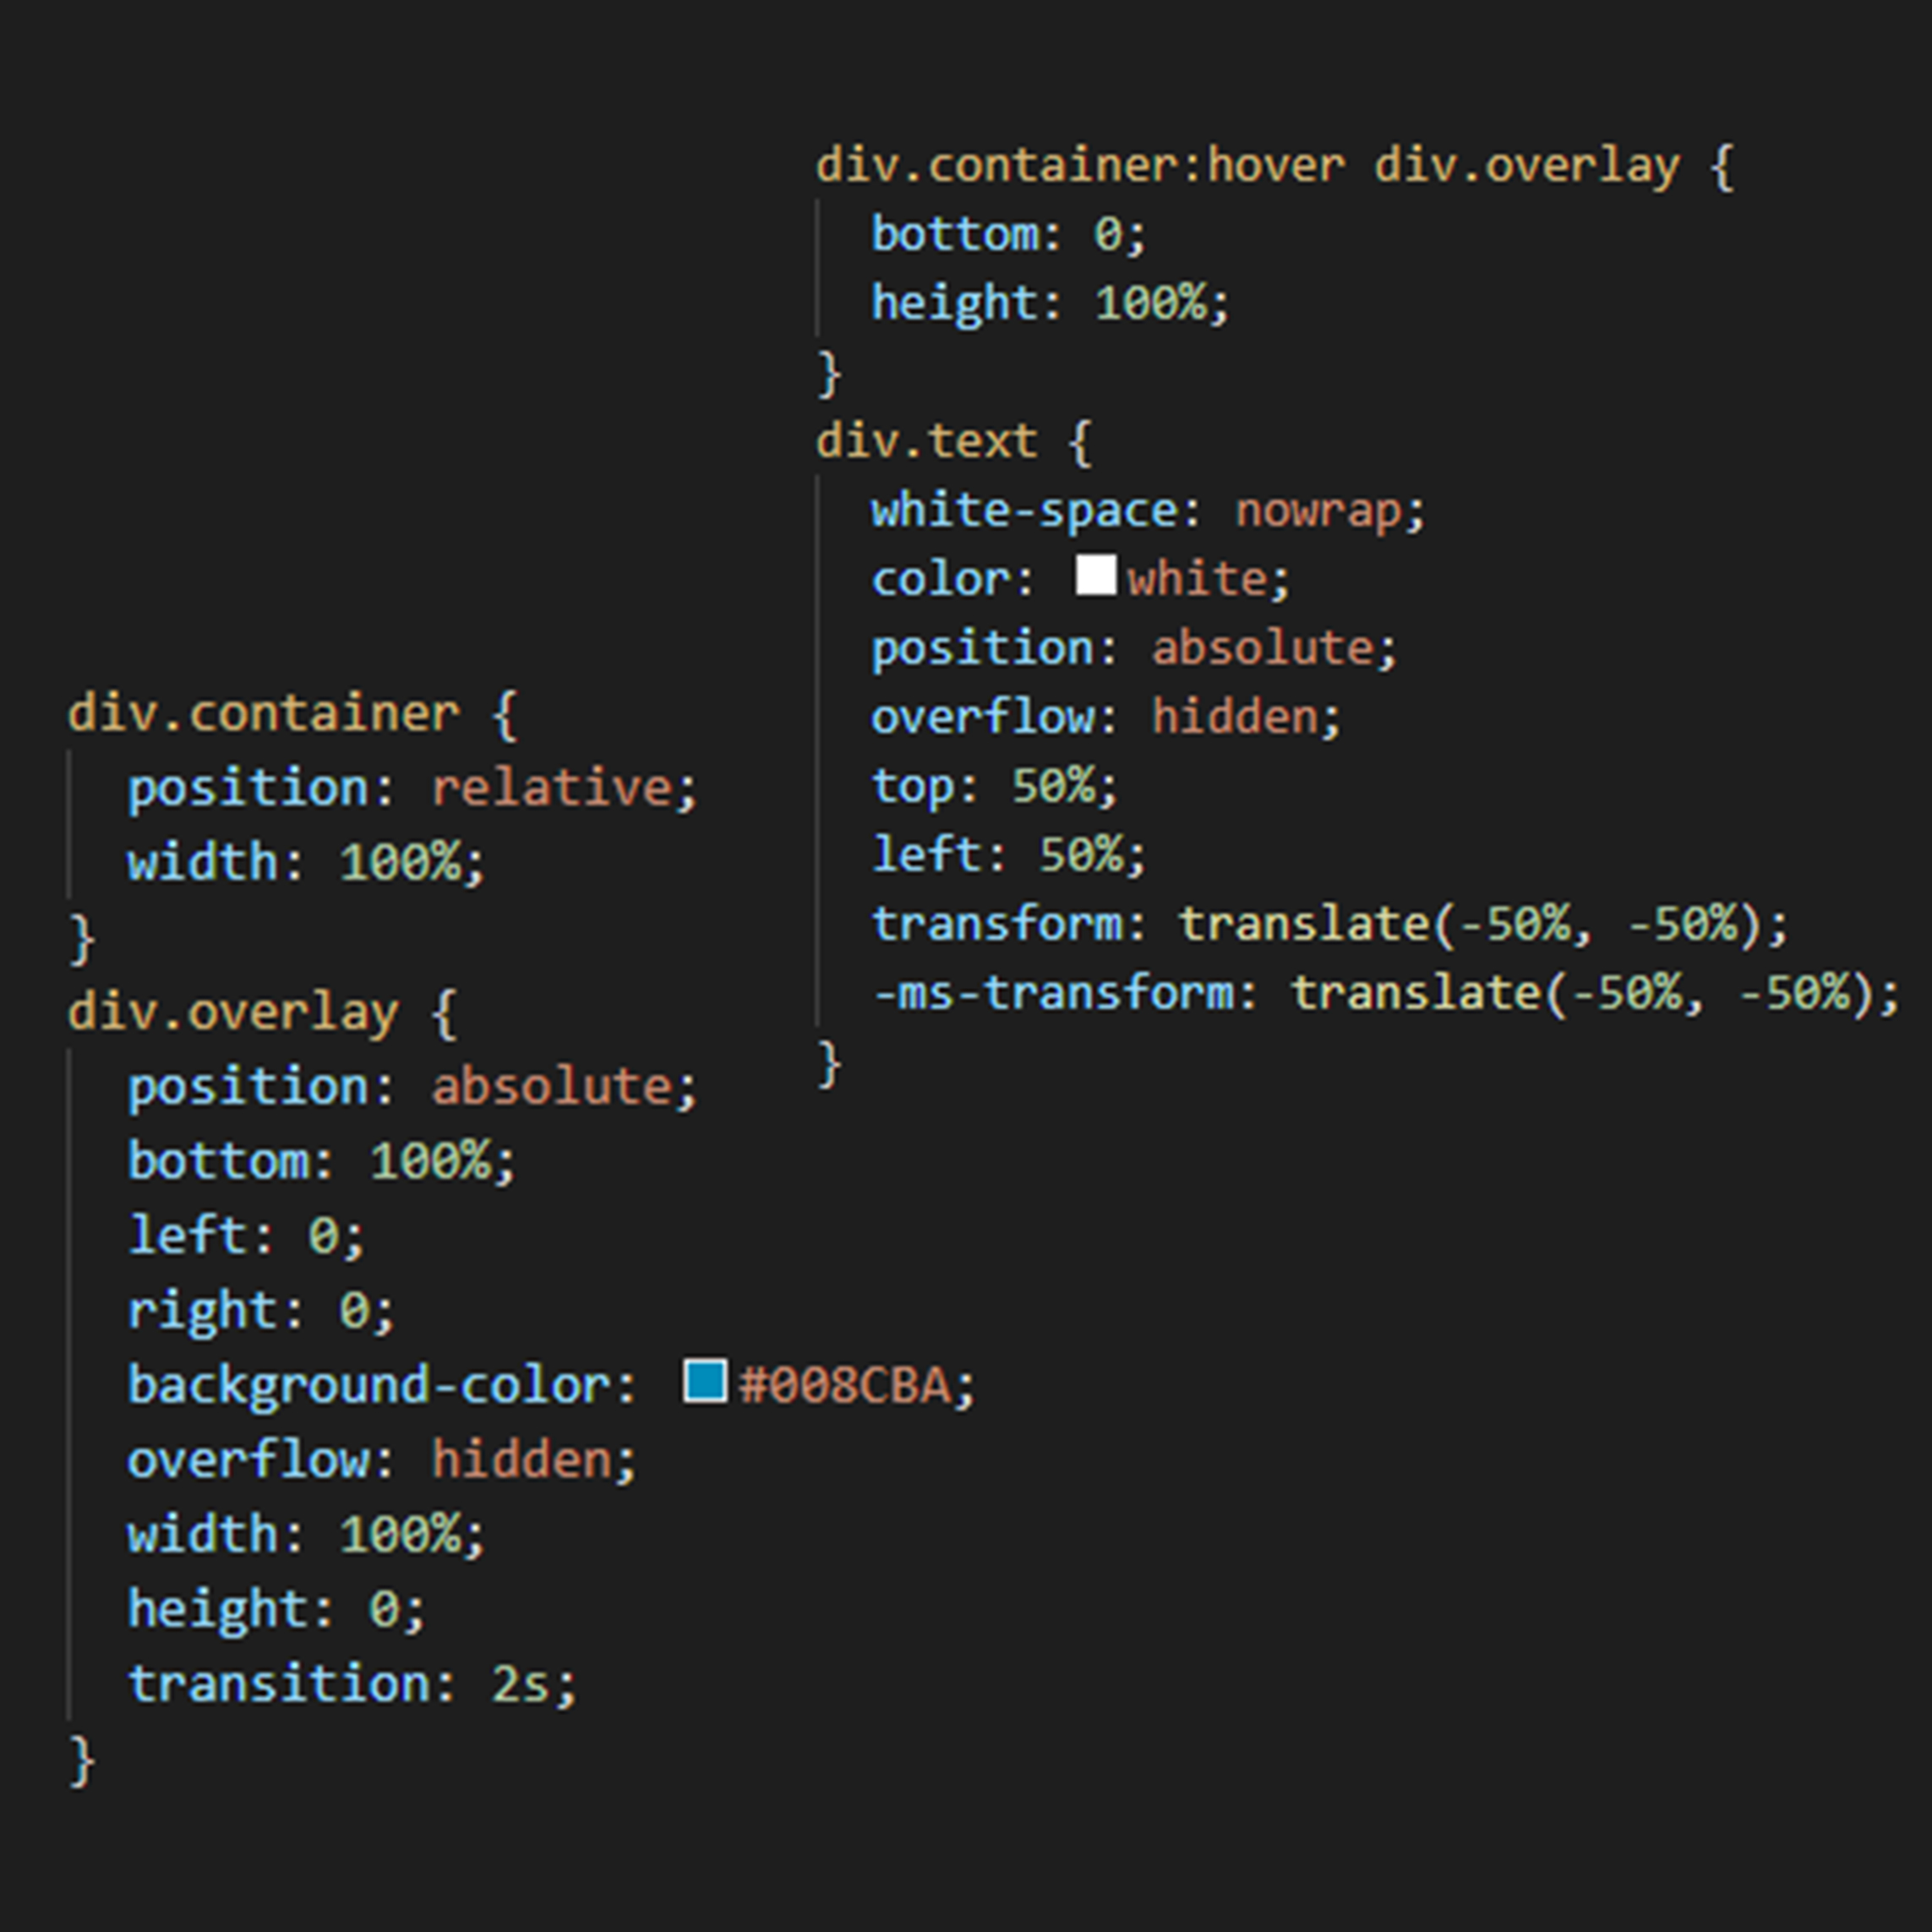 div.container {
  position: relative;
  width: 100%;
}
div.overlay {
  position: absolute;
  bottom: 100%;
  left: 0;
  right: 0;
  background-color: #008CBA;
  overflow: hidden;
  width: 100%;
  height: 0;
  transition: 2s;
}
div.container:hover div.overlay {
  bottom: 0;
  height: 100%;
}
div.text {
  white-space: nowrap;
  color: white;
  position: absolute;
  overflow: hidden;
  top: 50%;
  left: 50%;
  transform: translate(-50%, -50%);
  -ms-transform: translate(-50%, -50%);
}